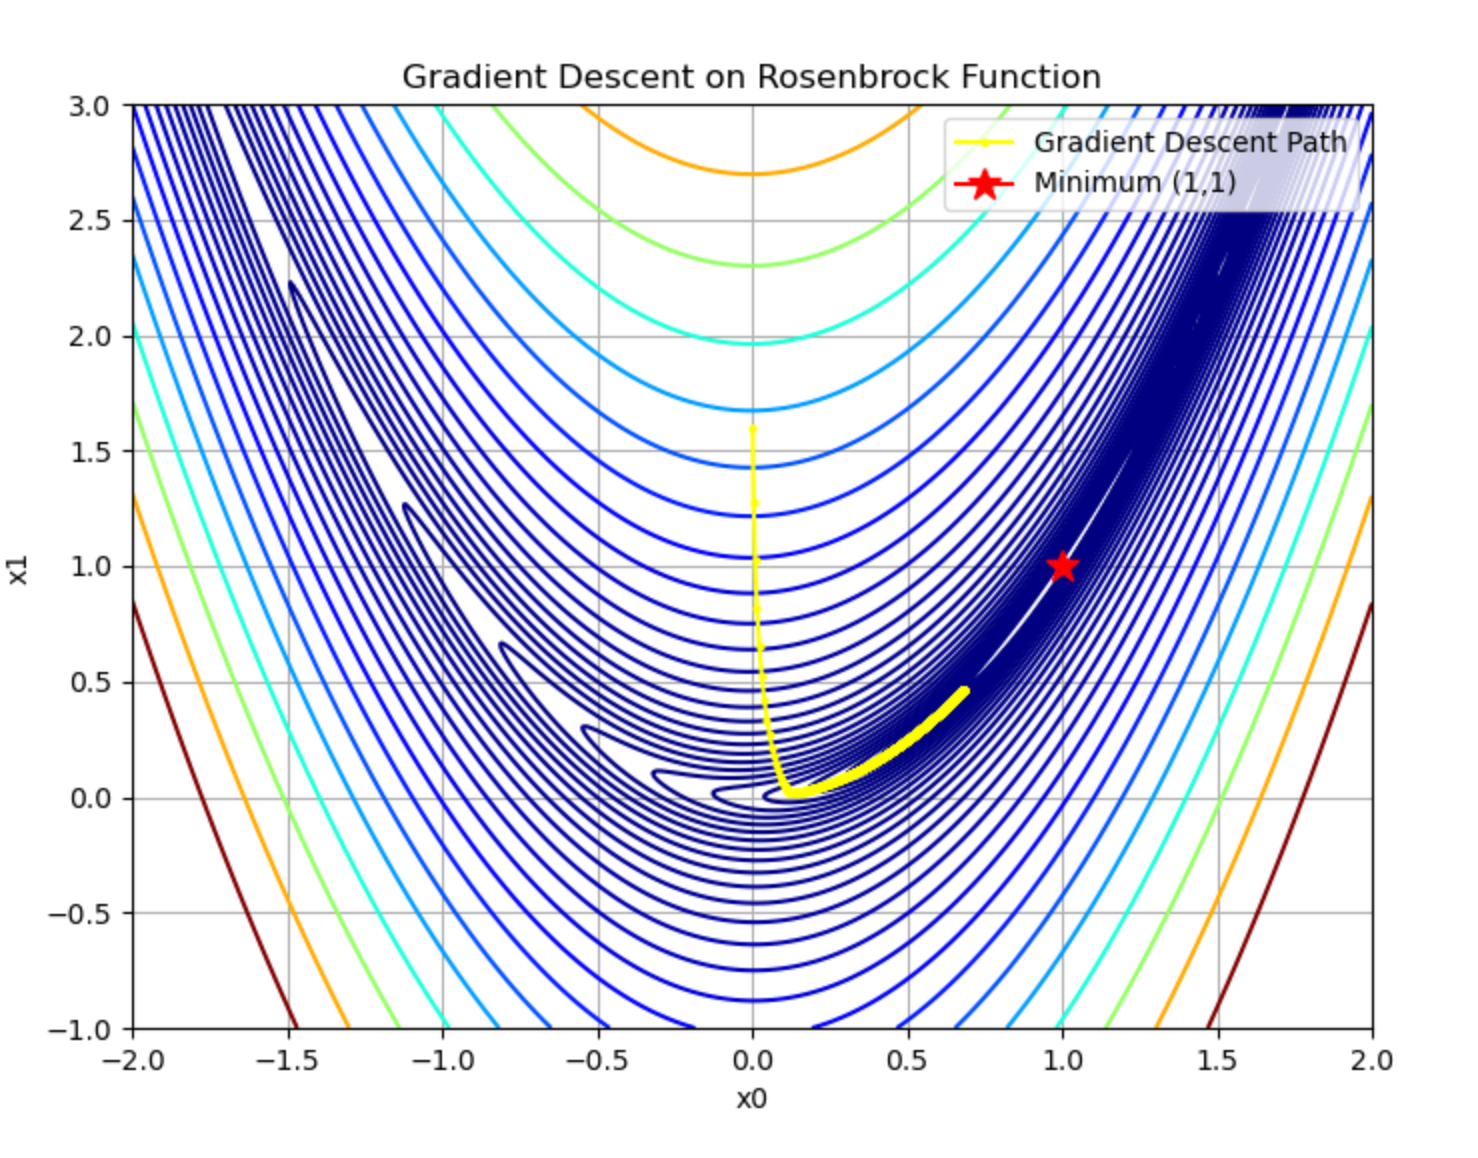 Gradient Descent on Rosenbrock Function
3.0
Gradient Descent Path
Minimum (1,1)
2.5
2.0
1.5
x1
1.0
0.5
0.0
−0.5
−1.0
−2.0 −1.5 −1.0 −0.5 0.0 0.5 1.0 1.5 2.0
x0